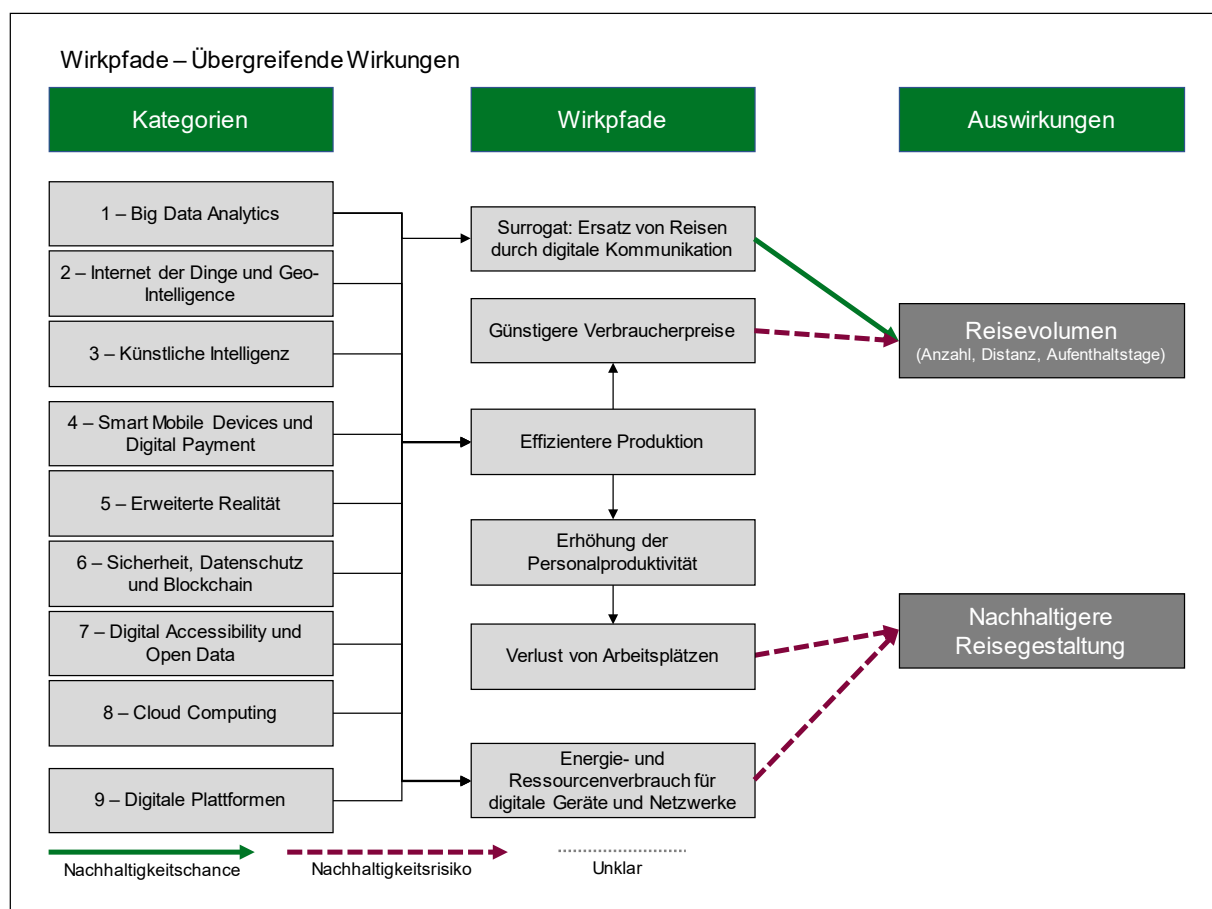 Wirkpfade – Übergreifende Wirkungen
Kategorien
Wirkpfade
Auswirkungen
1 – Big Data Analytics
2 – Internet der Dinge und Geo-
Intelligence
3 – Künstliche Intelligenz
4 – Smart Mobile Devices und
Digital Payment
5 – Erweiterte Realität
6 – Sicherheit, Datenschutz
und Blockchain
7 – Digital Accessibility und
Open Data
8 – Cloud Computing
9 – Digitale Plattformen
Surrogat: Ersatz von Reisen
durch digitale Kommunikation
Günstigere Verbraucherpreise
Effizientere Produktion
Erhöhung der
Personalproduktivität
Verlust von Arbeitsplätzen
Energie- und
Ressourcenverbrauch für
digitale Geräte und Netzwerke
Reisevolumen
(Anzahl, Distanz, Aufenthaltstage)
Nachhaltigere
Reisegestaltung
Nachhaltigkeitschance
Nachhaltigkeitsrisiko
Unklar